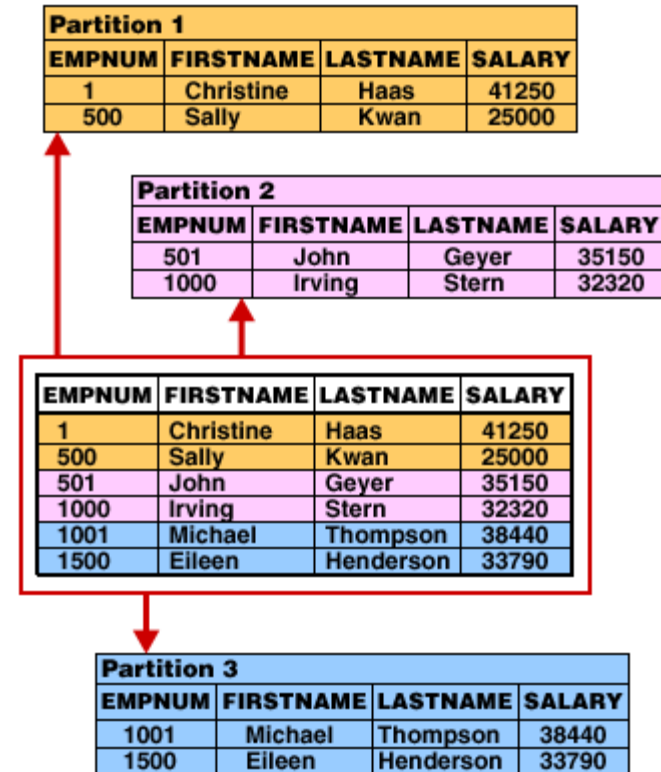 Partition 1
EMPNUM FIRSTNAME LASTNAME SALARY
1 Christine Haas 41250
500 Sally Kwan 25000
Partition 2
EMPNUM FIRSTNAME LASTNAME SALARY
501 John Geyer 35150
1000 Irving Stern 32320
EMPNUM FIRSTNAME LASTNAME SALARY
1 Christine Haas 41250
500 Sally Kwan 25000
501 John Geyer 35150
1000 Irving Stern 32320
1001 Michael Thompson 38440
1500 Eileen Henderson 33790
Partition 3
EMPNUM FIRSTNAME LASTNAME SALARY
1001 Michael Thompson 38440
1500 Eileen Henderson 33790